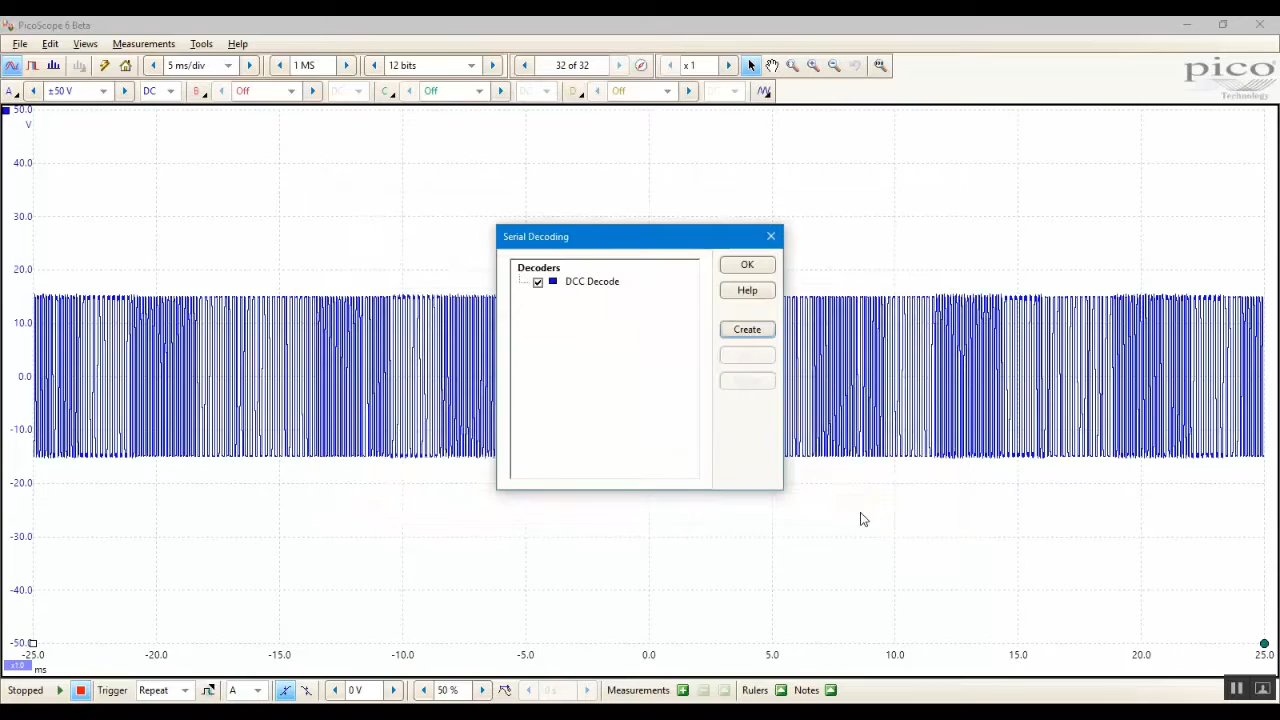 PicoScope 6 Beta
File Edit Views Measurements Tools Help
5 ms/div 1 MS 12 bits 32 of 32 x 1
A ±50 V DC B Off C Off D Off
pico
Technology
50.0
V
40.0
30.0
20.0
10.0
0.0
-10.0
-20.0
-30.0
-40.0
-50.0
Serial Decoding
Decoders
DCC Decode
OK
Help
Create
-25.0 -20.0 -15.0 -10.0 -5.0 0.0 5.0 10.0 15.0 20.0 25.0
x1.0 ms
Stopped Trigger Repeat A 0 V 50 % 0 s Measurements Rulers Notes